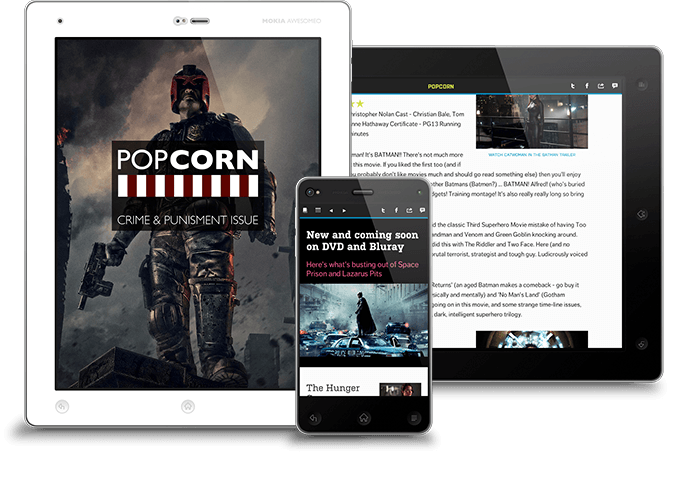 NOKIA AWESOMEO
POPCORN
CRIME & PUNISMENT ISSUE
POPCORN
hristopher Nolan Cast - Christian Bale, Tom
nne Hathaway Certificate - PG13 Running
minutes
WATCH CATWOMAN IN THE BATMAN TRAILER
man! It's BATMAN!! There's not much more
this movie. If you liked the first too (and if
u probably don't like movies much and should go read something else) then you'll enjoy
ther Batmans (Batmen?) ... BATMAN! Alfred! (who's buried
dgets! Training montage! It's also really really long so bring
d the classic Third Superhero Movie mistake of having Too
andman and Venom and Green Goblin knocking around.
did this with The Riddler and Two Face. Here (and no
brutal terrorist, strategist and tough guy. Ludicrously voiced
Returns' (an aged Batman makes a comeback - go buy it
sically and mentally) and 'No Man's Land' (Gotham
going on in this movie, and some strange time-line issues,
dark, intelligent superhero trilogy.
New and coming soon
on DVD and Bluray
Here's what's busting out of Space
Prison and Lazarus Pits
The Hunger